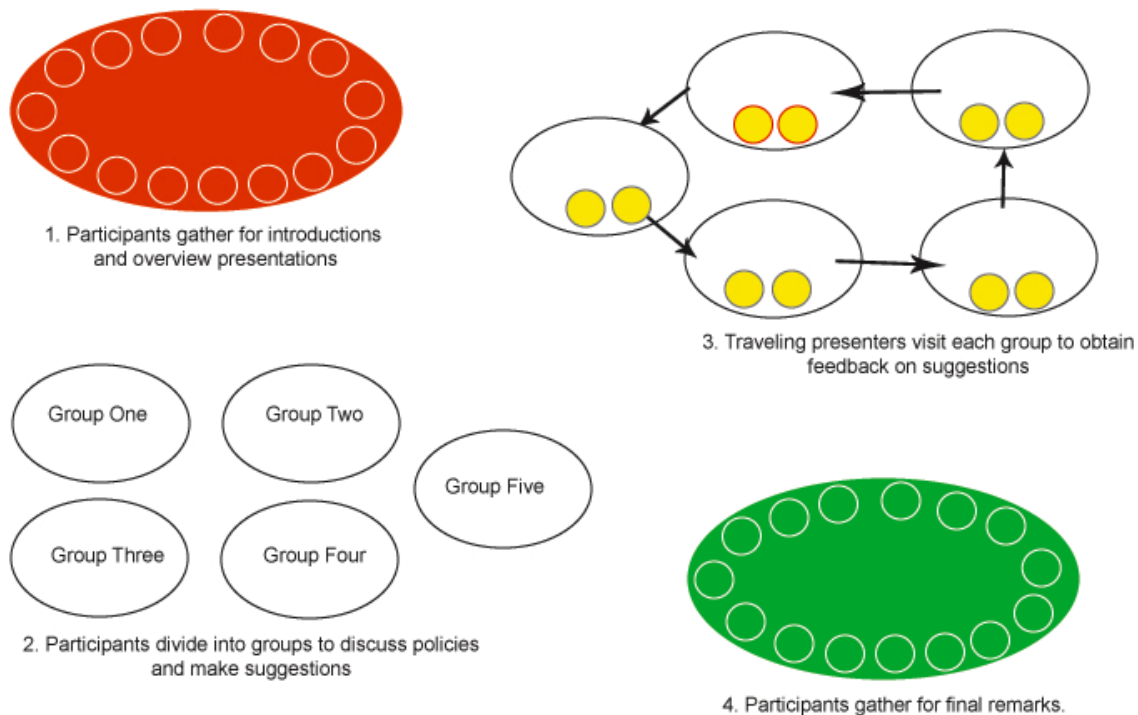 1. Participants gather for introductions
and overview presentations
Group One
Group Two
Group Five
Group Three
Group Four
2. Participants divide into groups to discuss policies
and make suggestions
3. Traveling presenters visit each group to obtain
feedback on suggestions
4. Participants gather for final remarks.